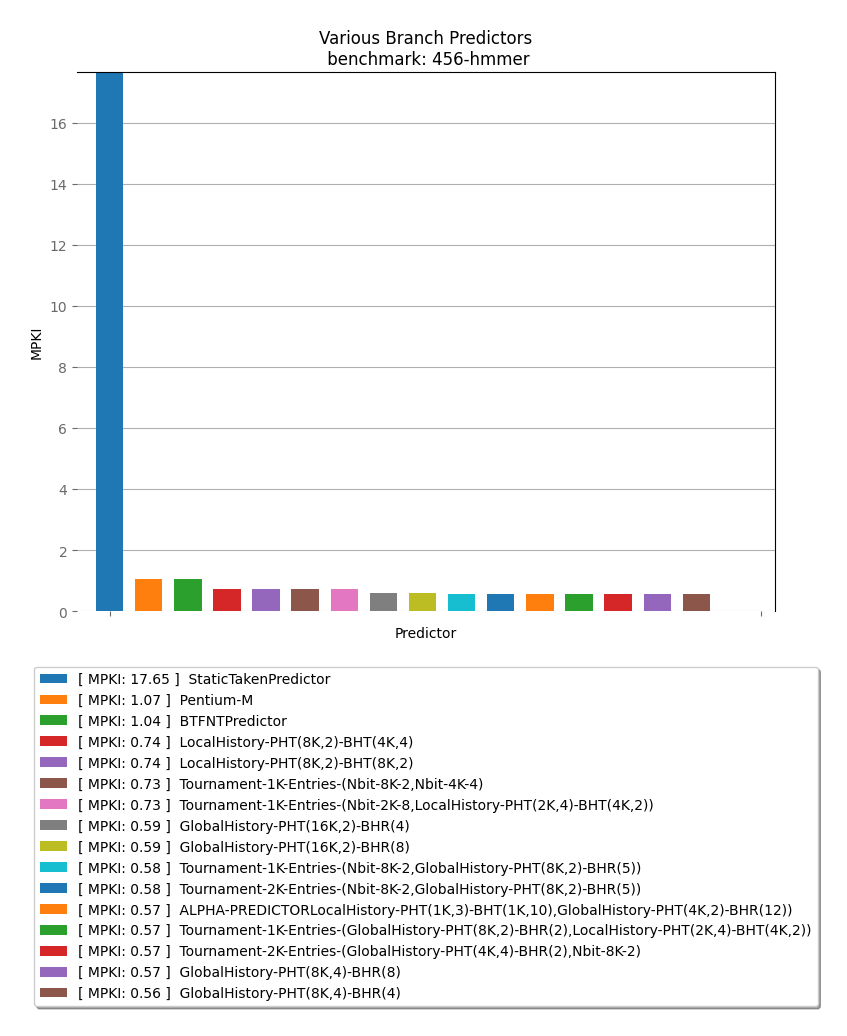 Various Branch Predictors
benchmark: 456-hmmer
16
14
12
10
8
6
4
2
0
MPKI
Predictor
[ MPKI: 17.65 ] StaticTakenPredictor
[ MPKI: 1.07 ] Pentium-M
[ MPKI: 1.04 ] BTFNTPredictor
[ MPKI: 0.74 ] LocalHistory-PHT(8K,2)-BHT(4K,4)
[ MPKI: 0.74 ] LocalHistory-PHT(8K,2)-BHT(8K,2)
[ MPKI: 0.73 ] Tournament-1K-Entries-(Nbit-8K-2,Nbit-4K-4)
[ MPKI: 0.73 ] Tournament-1K-Entries-(Nbit-2K-8,LocalHistory-PHT(2K,4)-BHT(4K,2))
[ MPKI: 0.59 ] GlobalHistory-PHT(16K,2)-BHR(4)
[ MPKI: 0.59 ] GlobalHistory-PHT(16K,2)-BHR(8)
[ MPKI: 0.58 ] Tournament-1K-Entries-(Nbit-8K-2,GlobalHistory-PHT(8K,2)-BHR(5))
[ MPKI: 0.58 ] Tournament-2K-Entries-(Nbit-8K-2,GlobalHistory-PHT(8K,2)-BHR(5))
[ MPKI: 0.57 ] ALPHA-PREDICTORLocalHistory-PHT(1K,3)-BHT(1K,10),GlobalHistory-PHT(4K,2)-BHR(12))
[ MPKI: 0.57 ] Tournament-1K-Entries-(GlobalHistory-PHT(8K,2)-BHR(2),LocalHistory-PHT(2K,4)-BHT(4K,2))
[ MPKI: 0.57 ] Tournament-2K-Entries-(GlobalHistory-PHT(4K,4)-BHR(2),Nbit-8K-2)
[ MPKI: 0.57 ] GlobalHistory-PHT(8K,4)-BHR(8)
[ MPKI: 0.56 ] GlobalHistory-PHT(8K,4)-BHR(4)